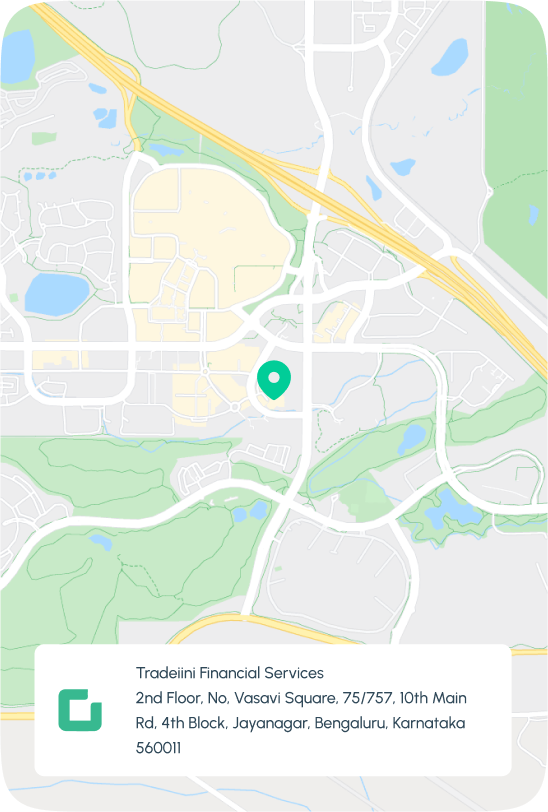 Tradeiini Financial Services
2nd Floor, No, Vasavi Square, 75/757, 10th Main
Rd, 4th Block, Jayanagar, Bengaluru, Karnataka
560011